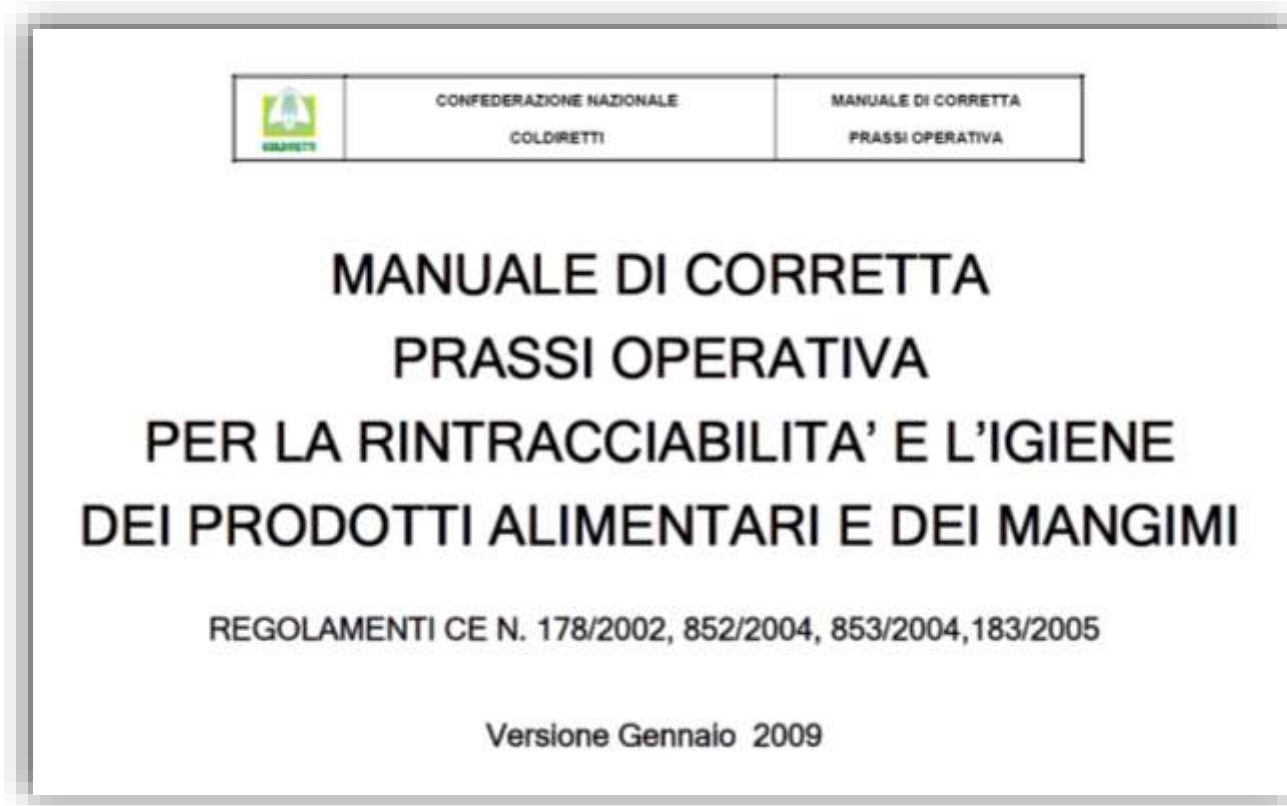 COLDIRETTI
CONFEDERAZIONE NAZIONALE
COLDIRETTI
MANUALE DI CORRETTA
PRASSI OPERATIVA
MANUALE DI CORRETTA
PRASSI OPERATIVA
PER LA RINTRACCIABILITA' E L'IGIENE
DEI PRODOTTI ALIMENTARI E DEI MANGIMI
REGOLAMENTI CE N. 178/2002, 852/2004, 853/2004,183/2005
Versione Gennaio 2009